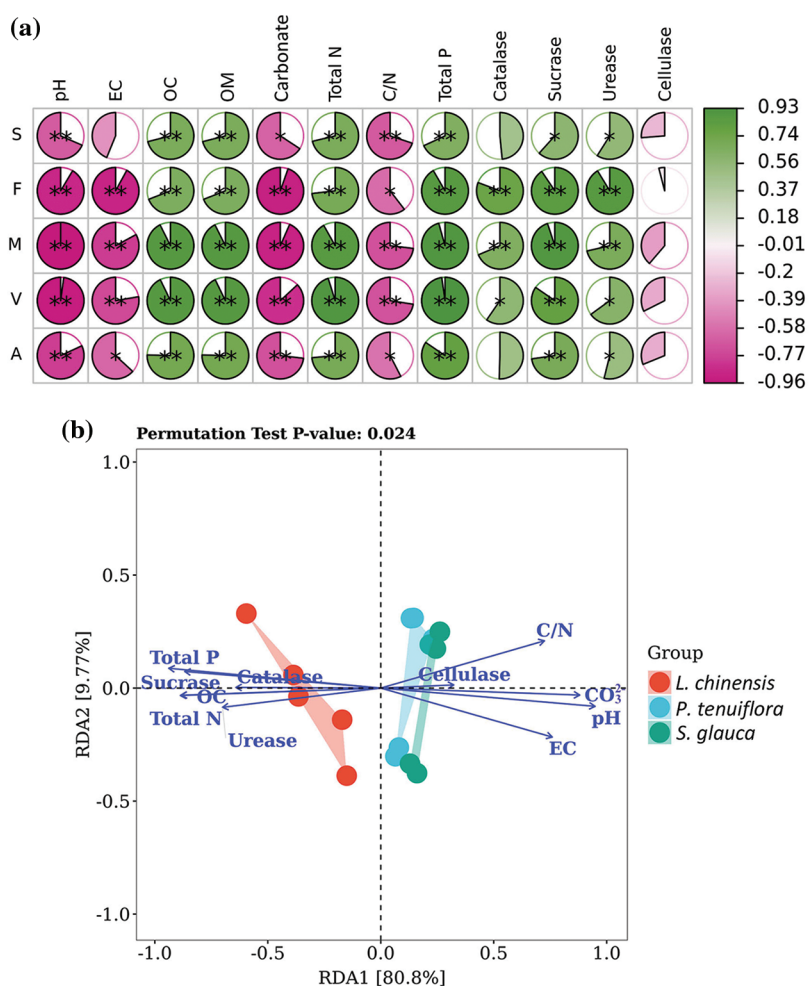 (a)
pH EC OC OM Carbonate Total N C/N Total P Catalase Sucrase Urease Cellulase
S ** ** ** * ** ** ** * *
F ** ** ** ** ** ** * ** ** ** **
M ** ** ** ** ** ** ** ** ** ** **
V ** ** ** ** ** ** ** ** * ** *
A ** * ** ** ** ** * ** ** *
0.93
0.74
0.56
0.37
0.18
-0.01
-0.2
-0.39
-0.58
-0.77
-0.96
(b)
Permutation Test P-value: 0.024
1.0
0.5
0.0
-0.5
-1.0
RDA2 [9.77%]
C/N
Total P
Catalase
Cellulase
Sucrase
OC
CO₃²⁻
Total N
pH
Urease
EC
Group
L. chinensis
P. tenuiflora
S. glauca
-1.0 -0.5 0.0 0.5 1.0
RDA1 [80.8%]